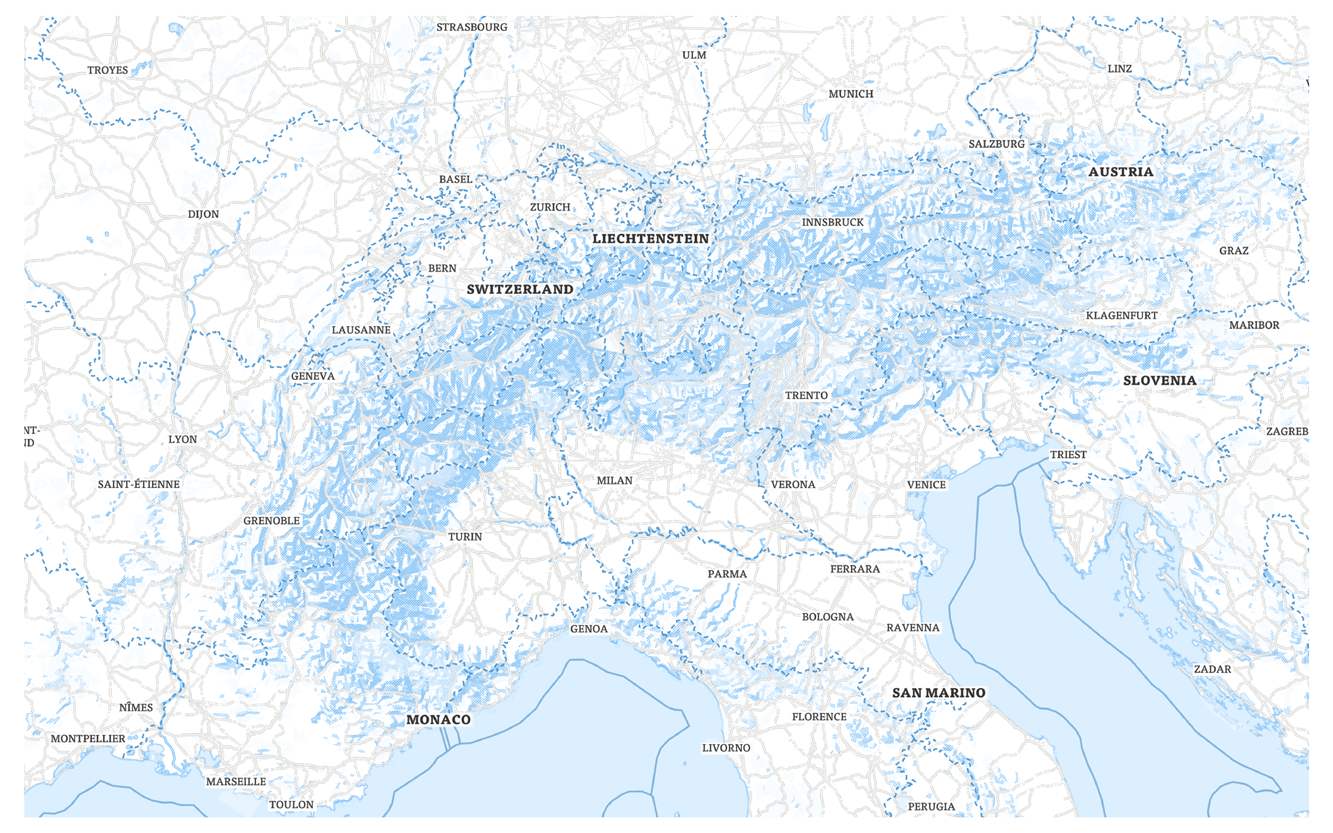 STRASBOURG
ULM
TROYES
LINZ
MUNICH
SALZBURG
AUSTRIA
BASEL
ZURICH
DIJON
INNSBRUCK
LIECHTENSTEIN
GRAZ
BERN
SWITZERLAND
KLAGENFURT
MARIBOR
LAUSANNE
GENEVA
SLOVENIA
TRENTO
NT-
ND
LYON
ZAGREB
TRIEST
SAINT-ÉTIENNE
MILAN
VERONA
VENICE
GRENOBLE
TURIN
FERRARA
PARMA
BOLOGNA
GENOA
RAVENNA
ZADAR
SAN MARINO
NÎMES
FLORENCE
MONACO
MONTPELLIER
LIVORNO
MARSEILLE
TOULON
PERUGIA